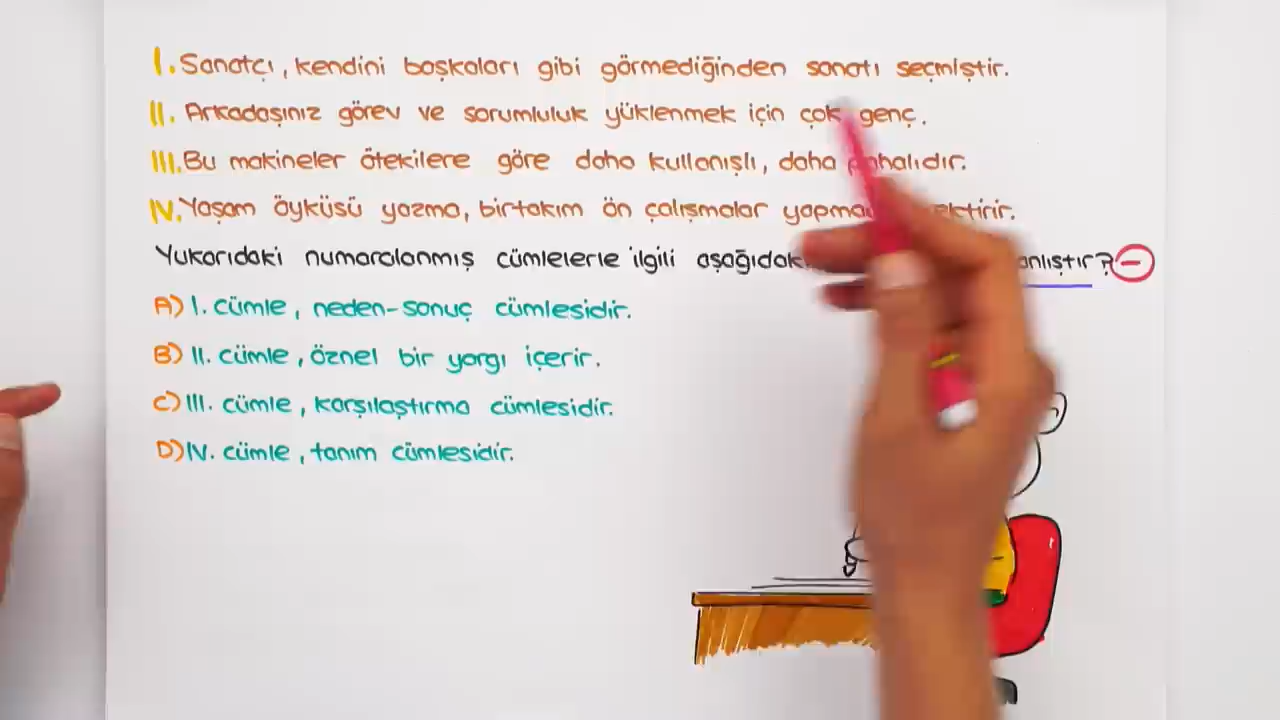 I. Sanatçı, kendini başkaları gibi görmediğinden sanatı seçmiştir.
II. Arkadaşınız görev ve sorumluluk yüklenmek için çok genç.
III. Bu makineler ötekilere göre daha kullanışlı, daha pahalıdır.
IV. Yaşam öyküsü yazma, birtakım ön çalışmalar
Yukarıdaki numaralanmış cümlelerle ilgili
A) I. cümle, neden-sonuç cümlesidir.
B) II. cümle, öznel bir yargı içerir.
C) III. cümle, karşılaştırma cümlesidir.
D) IV. cümle, tanım cümlesidir.